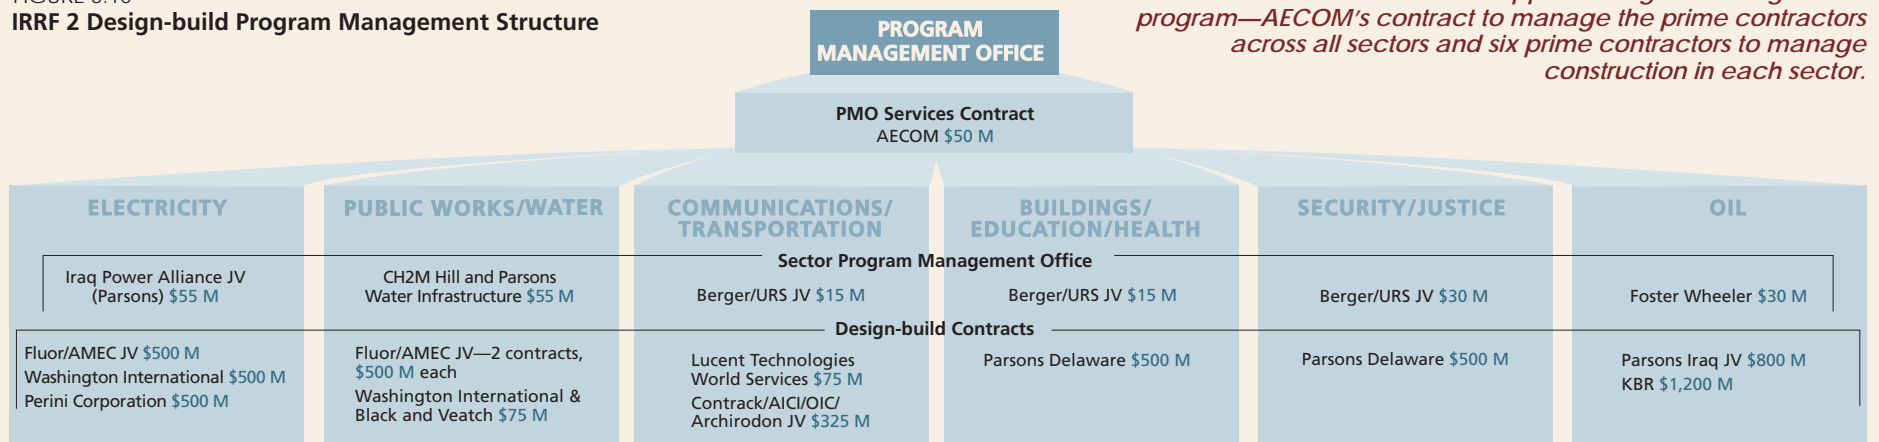 IRRF 2 Design-build Program Management Structure
program—AECOM's contract to manage the prime contractors
across all sectors and six prime contractors to manage
construction in each sector.
PROGRAM
MANAGEMENT OFFICE
PMO Services Contract
AECOM $50 M
ELECTRICITY
PUBLIC WORKS/WATER
COMMUNICATIONS/
TRANSPORTATION
BUILDINGS/
EDUCATION/HEALTH
SECURITY/JUSTICE
OIL
Sector Program Management Office
Iraq Power Alliance JV
(Parsons) $55 M
CH2M Hill and Parsons
Water Infrastructure $55 M
Berger/URS JV $15 M
Berger/URS JV $15 M
Berger/URS JV $30 M
Foster Wheeler $30 M
Design-build Contracts
Fluor/AMEC JV $500 M
Washington International $500 M
Perini Corporation $500 M
Fluor/AMEC JV—2 contracts,
$500 M each
Washington International &
Black and Veatch $75 M
Lucent Technologies
World Services $75 M
Contrack/AICI/OIC/
Archirodon JV $325 M
Parsons Delaware $500 M
Parsons Delaware $500 M
Parsons Iraq JV $800 M
KBR $1,200 M